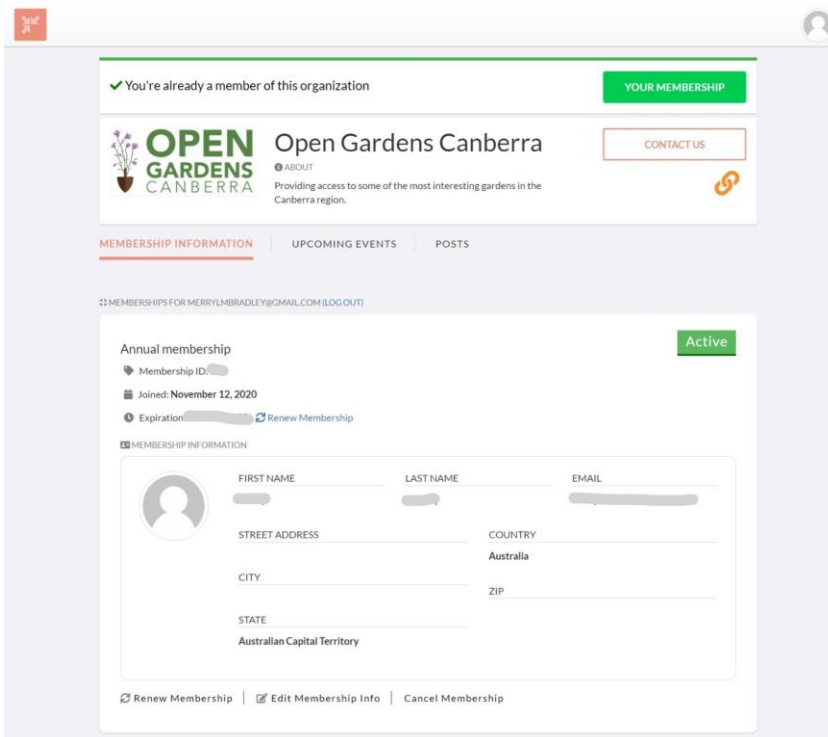 You're already a member of this organization
YOUR MEMBERSHIP
OPEN
GARDENS
CANBERRA
Open Gardens Canberra
ABOUT
Providing access to some of the most interesting gardens in the
Canberra region.
CONTACT US
MEMBERSHIP INFORMATION
UPCOMING EVENTS
POSTS
MEMBERSHIPS FOR MERRYLMBRADLEY@GMAIL.COM (LOG OUT)
Annual membership
Active
Membership ID:
Joined: November 12, 2020
Expiration Renew Membership
MEMBERSHIP INFORMATION
FIRST NAME
LAST NAME
EMAIL
STREET ADDRESS
COUNTRY
Australia
CITY
ZIP
STATE
Australian Capital Territory
Renew Membership | Edit Membership Info | Cancel Membership